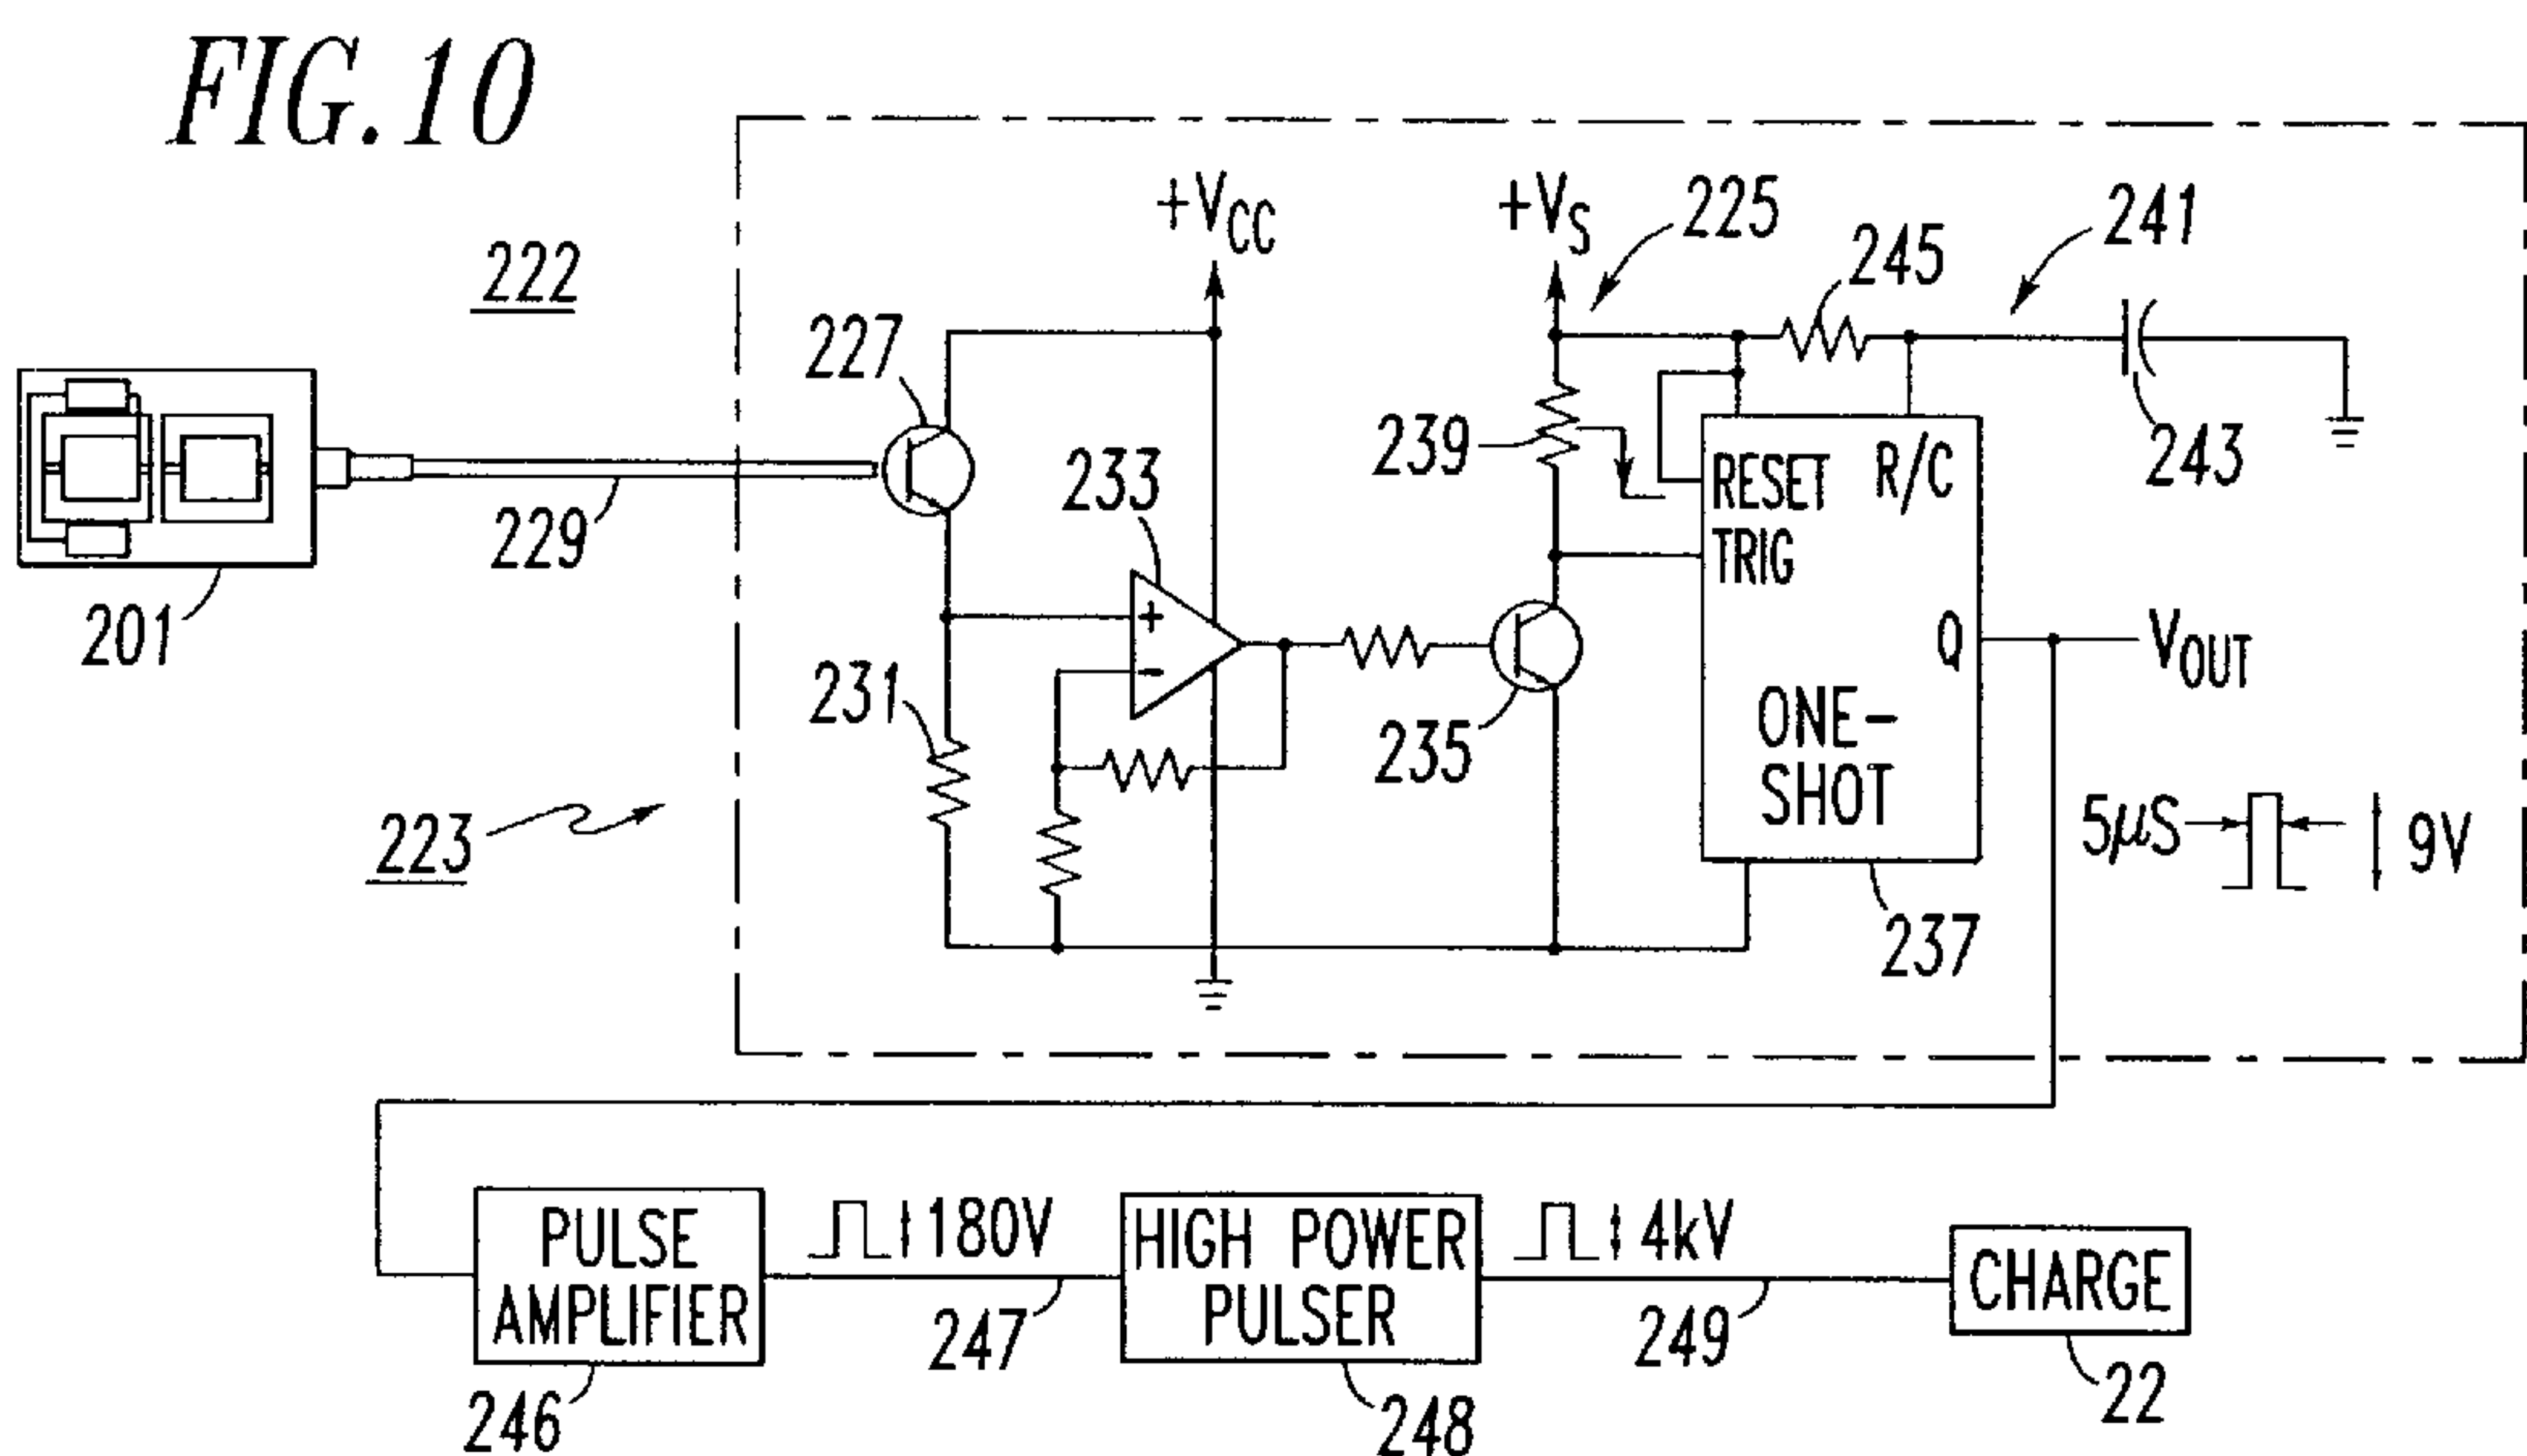 FIG. 10
222
+VCC
+VS
225
245
241
227
239
243
RESET
R/C
TRIG
229
233
201
231
235
Q
VOUT
ONE-
SHOT
5μS
9V
223
237
PULSE
AMPLIFIER
180V
HIGH POWER
PULSER
4kV
CHARGE
247
249
246
248
22
+
-